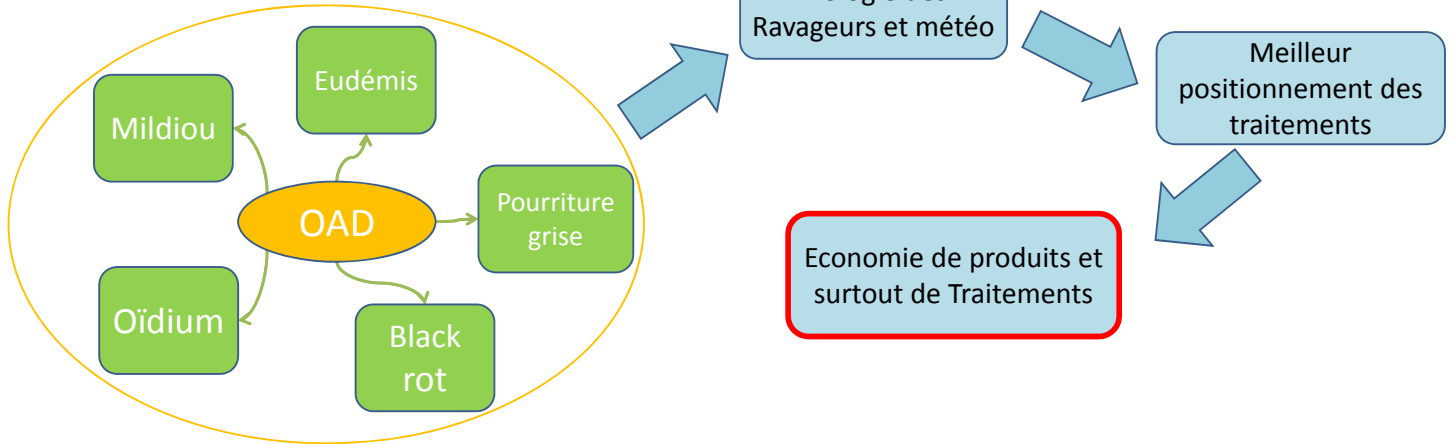 Ravageurs et météo
Meilleur
positionnement des
traitements
Eudémis
Mildiou
OAD
Pourriture
grise
Oïdium
Black
rot
Economie de produits et
surtout de Traitements